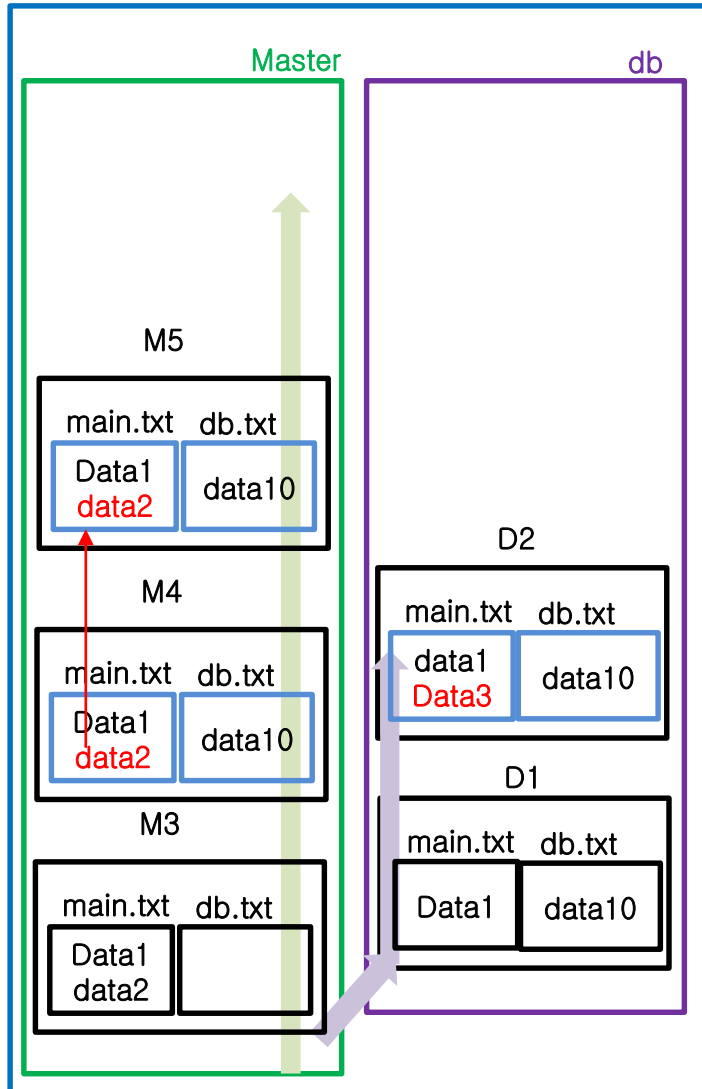 Master
db
M5
main.txt db.txt
Data1
data2
data10
M4
main.txt db.txt
Data1
data2
data10
M3
main.txt db.txt
Data1
data2
D2
main.txt db.txt
data1
Data3
data10
D1
main.txt db.txt
Data1
data10